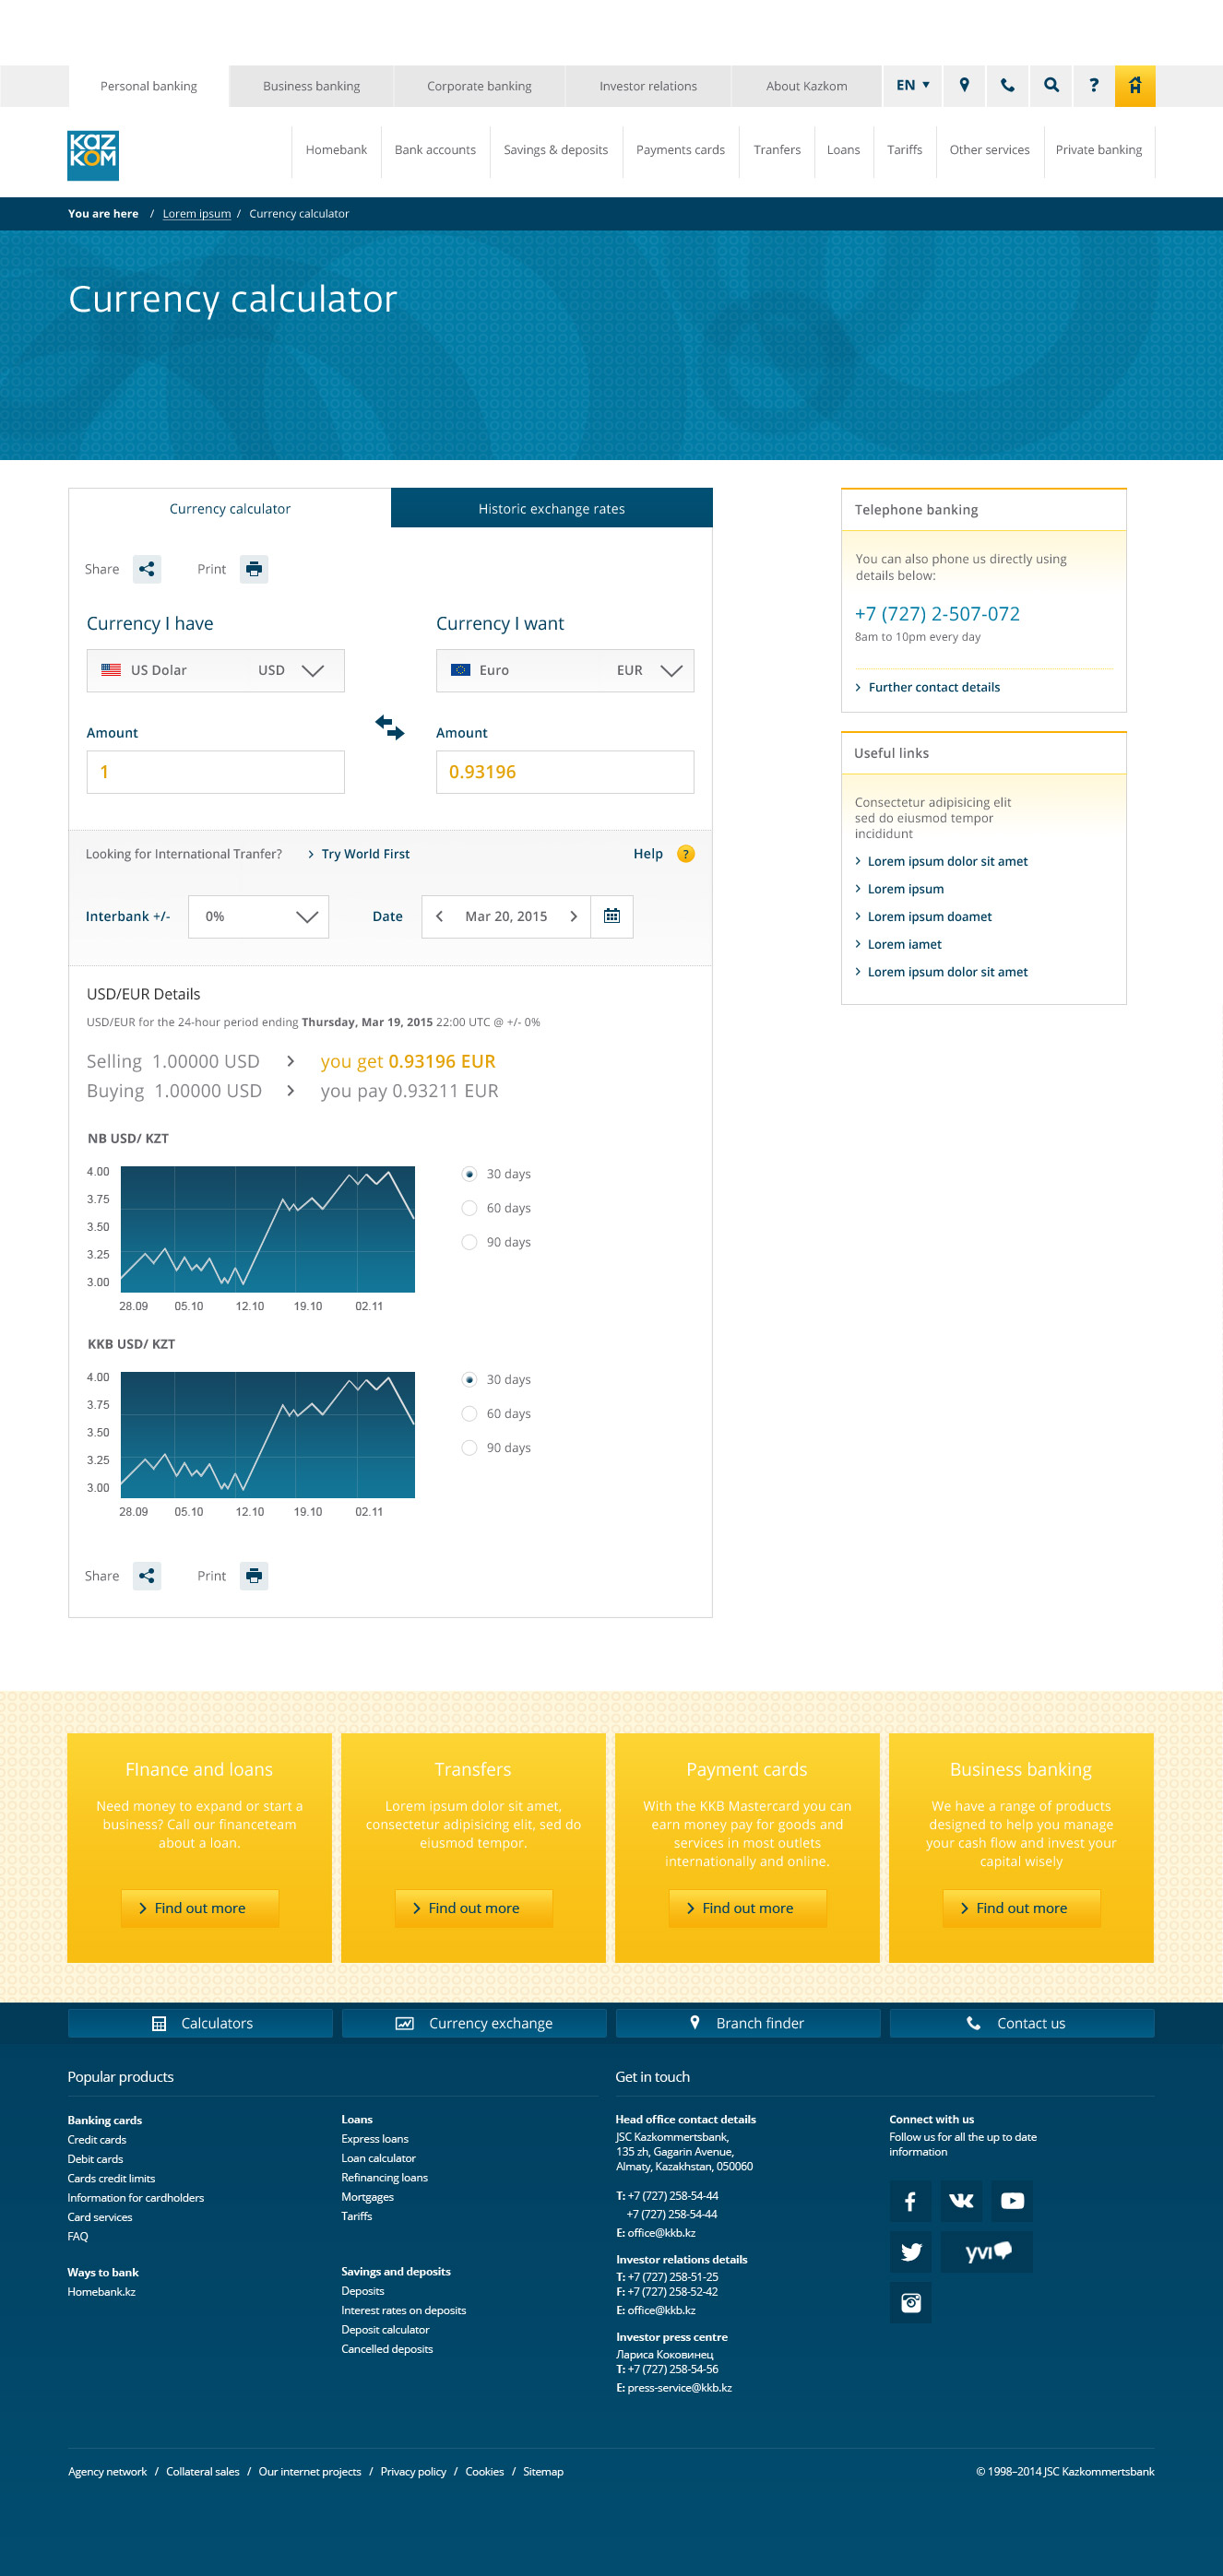 Personal banking
Business banking
Corporate banking
Investor relations
About Kazkom
EN
?
KAZ
KOM
Homebank
Bank accounts
Savings & deposits
Payments cards
Tranfers
Loans
Tariffs
Other services
Private banking
You are here / Lorem ipsum / Currency calculator
Currency calculator
Currency calculator
Historic exchange rates
Share
Print
Currency I have
US Dolar USD
Amount
1
Currency I want
Euro EUR
Amount
0.93196
Looking for International Tranfer?
Try World First
Help ?
Interbank +/-
0%
Date
Mar 20, 2015
USD/EUR Details
USD/EUR for the 24-hour period ending Thursday, Mar 19, 2015 22:00 UTC @ +/- 0%
Selling 1.00000 USD
you get 0.93196 EUR
Buying 1.00000 USD
you pay 0.93211 EUR
NB USD/ KZT
4.00
3.75
3.50
3.25
3.00
28.09
05.10
12.10
19.10
02.11
30 days
60 days
90 days
KKB USD/ KZT
4.00
3.75
3.50
3.25
3.00
28.09
05.10
12.10
19.10
02.11
30 days
60 days
90 days
Share
Print
Telephone banking
You can also phone us directly using
details below:
+7 (727) 2-507-072
8am to 10pm every day
Further contact details
Useful links
Consectetur adipisicing elit
sed do eiusmod tempor
incididunt
Lorem ipsum dolor sit amet
Lorem ipsum
Lorem ipsum doamet
Lorem iamet
Lorem ipsum dolor sit amet
FInance and loans
Need money to expand or start a
business? Call our financeteam
about a loan.
Find out more
Transfers
Lorem ipsum dolor sit amet,
consectetur adipisicing elit, sed do
eiusmod tempor.
Find out more
Payment cards
With the KKB Mastercard you can
earn money pay for goods and
services in most outlets
internationally and online.
Find out more
Business banking
We have a range of products
designed to help you manage
your cash flow and invest your
capital wisely
Find out more
Calculators
Currency exchange
Branch finder
Contact us
Popular products
Banking cards
Credit cards
Debit cards
Cards credit limits
Information for cardholders
Card services
FAQ
Ways to bank
Homebank.kz
Loans
Express loans
Loan calculator
Refinancing loans
Mortgages
Tariffs
Savings and deposits
Deposits
Interest rates on deposits
Deposit calculator
Cancelled deposits
Get in touch
Head office contact details
JSC Kazkommertsbank,
135 zh, Gagarin Avenue,
Almaty, Kazakhstan, 050060
T: +7 (727) 258-54-44
+7 (727) 258-54-44
E: office@kkb.kz
Investor relations details
T: +7 (727) 258-51-25
F: +7 (727) 258-52-42
E: office@kkb.kz
Investor press centre
Лариса Коковинец
T: +7 (727) 258-54-56
E: press-service@kkb.kz
Connect with us
Follow us for all the up to date
information
yvi
Agency network / Collateral sales / Our internet projects / Privacy policy / Cookies / Sitemap
© 1998–2014 JSC Kazkommertsbank